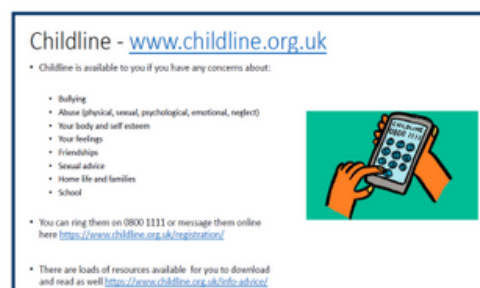 Childline - www.childline.org.uk
• Childline is available to you if you have any concerns about:
• Bullying
• Abuse (physical, sexual, psychological, emotional, neglect)
• Your body and self esteem
• Your feelings
• Friendships
• Sexual advice
• Home life and families
• School
• You can ring them on 0800 1111 or message them online
here https://www.childline.org.uk/registration/
• There are loads of resources available for you to download
and read as well https://www.childline.org.uk/info-advice/
CHILDLINE
0800 1111